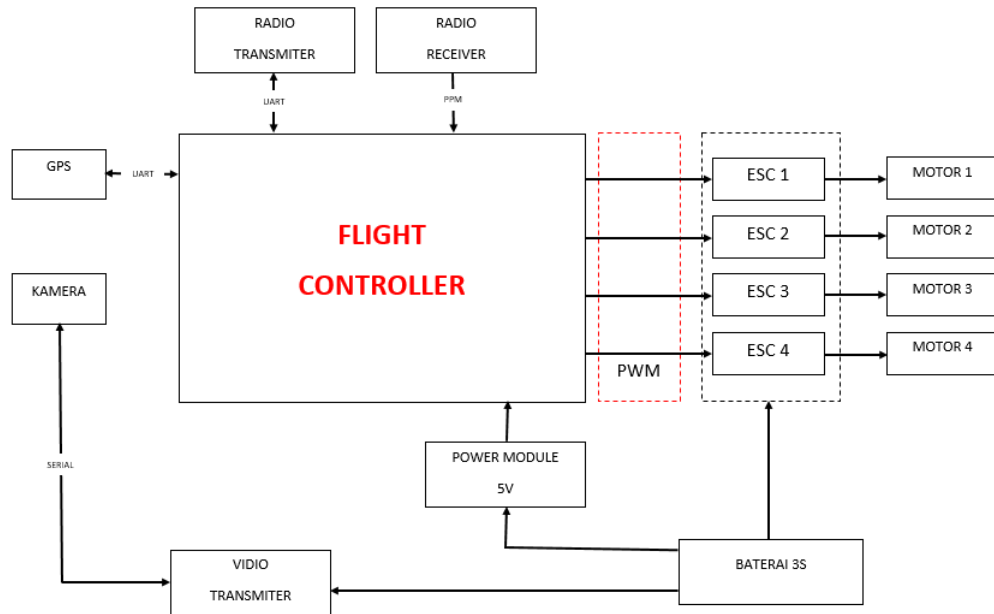 RADIO
TRANSMITER
RADIO
RECEIVER
UART
PPM
GPS
UART
FLIGHT
CONTROLLER
ESC 1
MOTOR 1
ESC 2
MOTOR 2
KAMERA
ESC 3
MOTOR 3
ESC 4
MOTOR 4
PWM
POWER MODULE
5V
SERIAL
VIDIO
TRANSMITER
BATERAI 3S